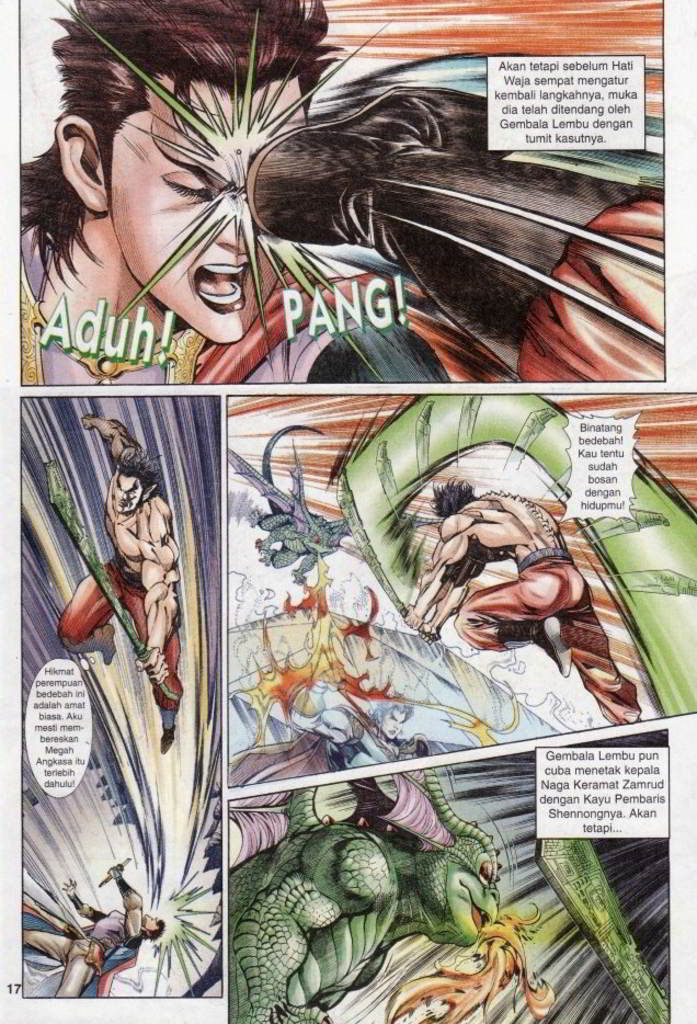 Akan tetapi sebelum Hati
Waja sempat mengatur
kembali langkahnya, muka
dia telah ditendang oleh
Gembala Lembu dengan
tumit kasutnya.
Aduh!
PANG!
Hikmat
perempuan
bedebah ini
adalah amat
biasa. Aku
mesti mem-
bereskan
Megah
Angkasa itu
terlebih
dahulu!
Binatang
bedebah!
Kau tentu
sudah
bosan
dengan
hidupmu!
Gembala Lembu pun
cuba menetak kepala
Naga Keramat Zamrud
dengan Kayu Pembaris
Shennongnya. Akan
tetapi...
17